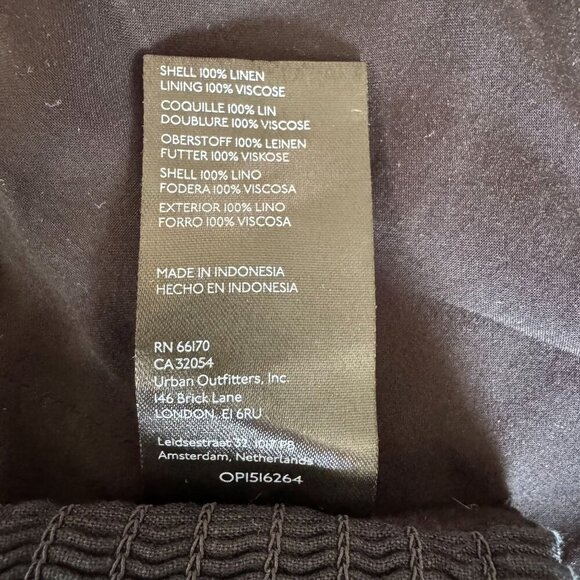 SHELL 100% LINEN
LINING 100% VISCOSE
COQUILLE 100% LIN
DOUBLURE 100% VISCOSE
OBERSTOFF 100% LEINEN
FUTTER 100% VISKOSE
SHELL 100% LINO
FODERA 100% VISCOSA
EXTERIOR 100% LINO
FORRO 100% VISCOSA
MADE IN INDONESIA
HECHO EN INDONESIA
RN 66170
CA 32054
Urban Outfitters, Inc.
146 Brick Lane
LONDON, E1 6RU
Leidsestraat 32, 1017 PB
Amsterdam, Netherlands
OP1516264